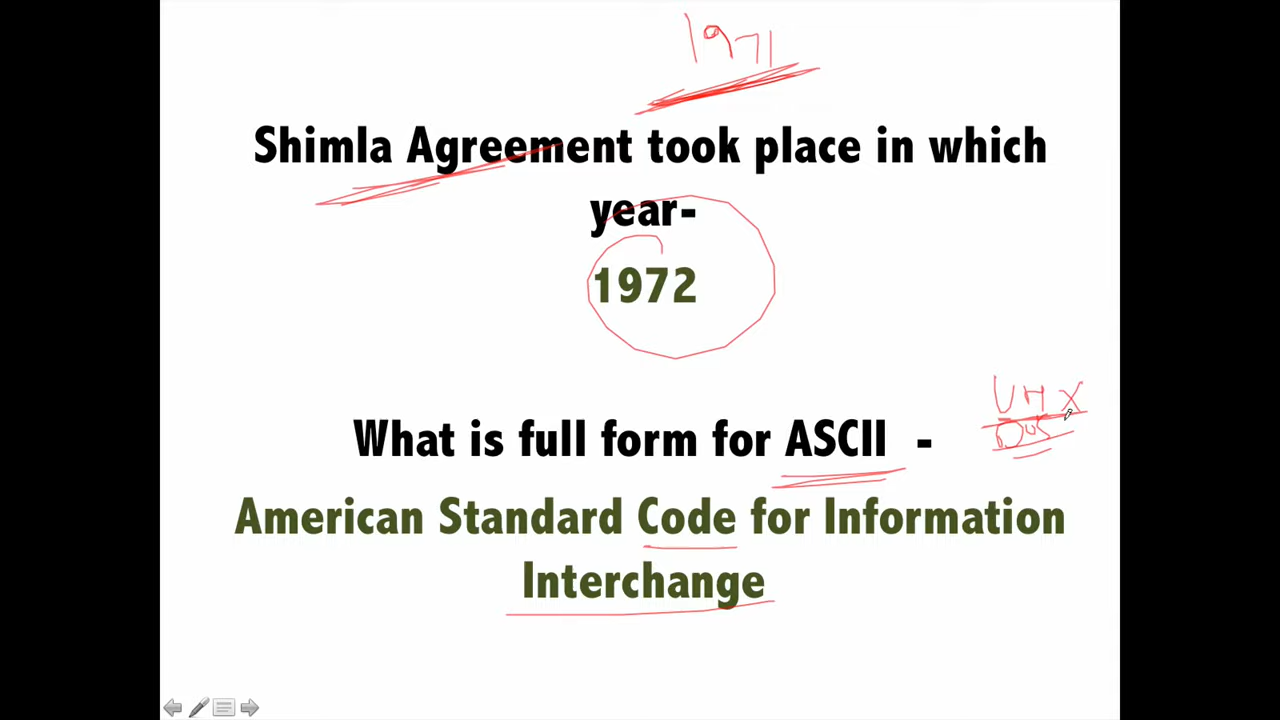 1971
Shimla Agreement took place in which
year-
1972
What is full form for ASCII -
American Standard Code for Information
Interchange